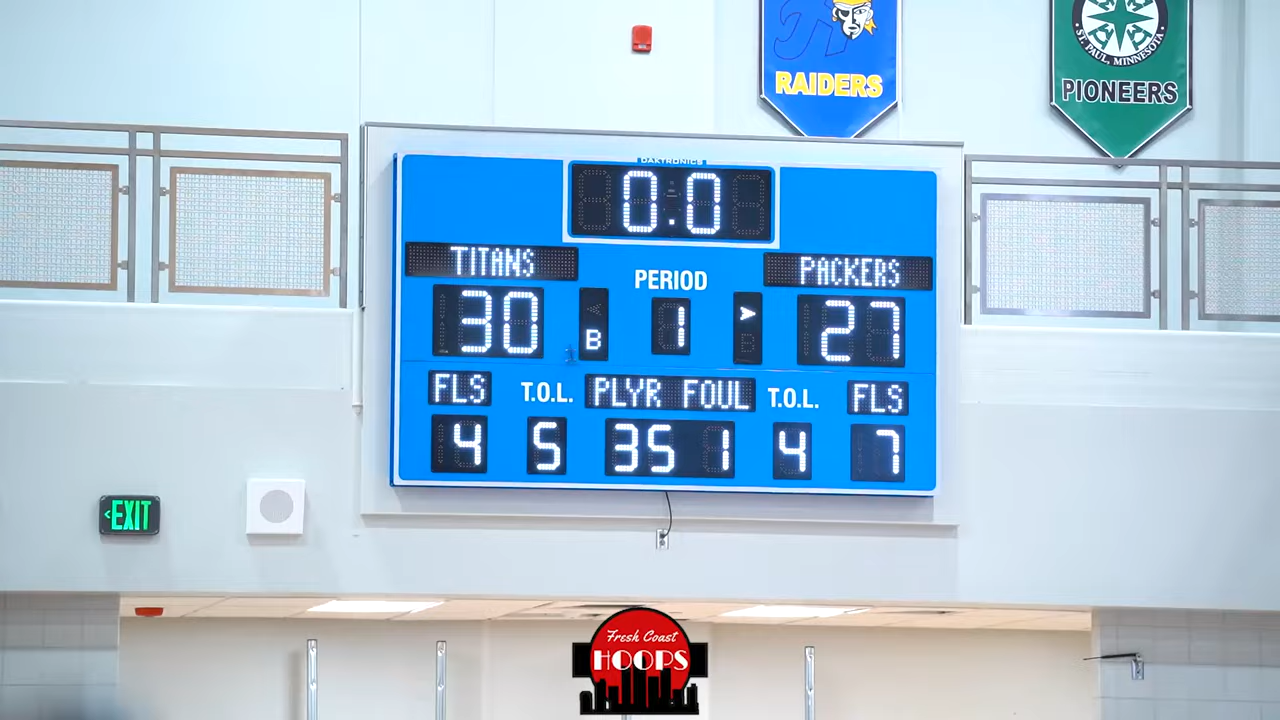 RAIDERS
ST. PAUL, MINNESOTA
PIONEERS
DAKTRONICS
0:0
TITANS
PACKERS
PERIOD
30
B
1
27
FLS
T.O.L.
PLYR FOUL
T.O.L.
FLS
4
5
35
1
4
7
<EXIT
Fresh Coast
HOOPS